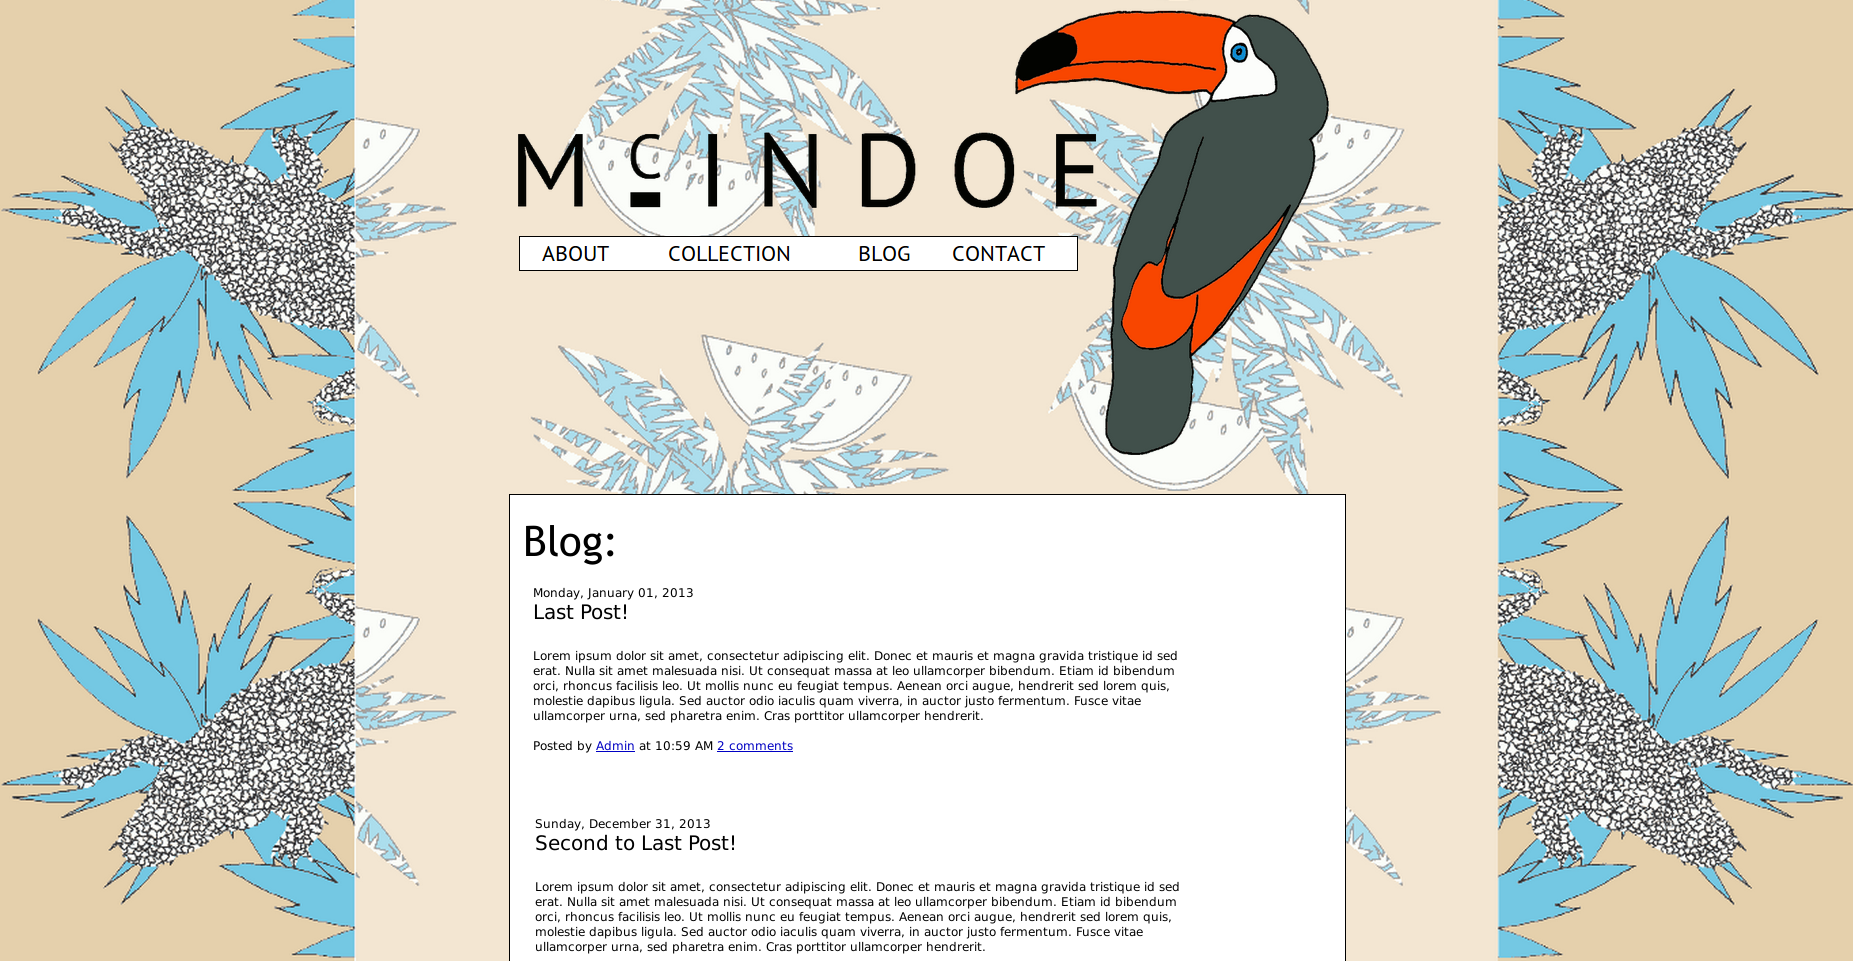 McINDOE
ABOUT COLLECTION BLOG CONTACT
Blog:
Monday, January 01, 2013
Last Post!
Lorem ipsum dolor sit amet, consectetur adipiscing elit. Donec et mauris et magna gravida tristique id sed
erat. Nulla sit amet malesuada nisi. Ut consequat massa at leo ullamcorper bibendum. Etiam id bibendum
orci, rhoncus facilisis leo. Ut mollis nunc eu feugiat tempus. Aenean orci augue, hendrerit sed lorem quis,
molestie dapibus ligula. Sed auctor odio iaculis quam viverra, in auctor justo fermentum. Fusce vitae
ullamcorper urna, sed pharetra enim. Cras porttitor ullamcorper hendrerit.
Posted by Admin at 10:59 AM 2 comments
Sunday, December 31, 2013
Second to Last Post!
Lorem ipsum dolor sit amet, consectetur adipiscing elit. Donec et mauris et magna gravida tristique id sed
erat. Nulla sit amet malesuada nisi. Ut consequat massa at leo ullamcorper bibendum. Etiam id bibendum
orci, rhoncus facilisis leo. Ut mollis nunc eu feugiat tempus. Aenean orci augue, hendrerit sed lorem quis,
molestie dapibus ligula. Sed auctor odio iaculis quam viverra, in auctor justo fermentum. Fusce vitae
ullamcorper urna, sed pharetra enim. Cras porttitor ullamcorper hendrerit.